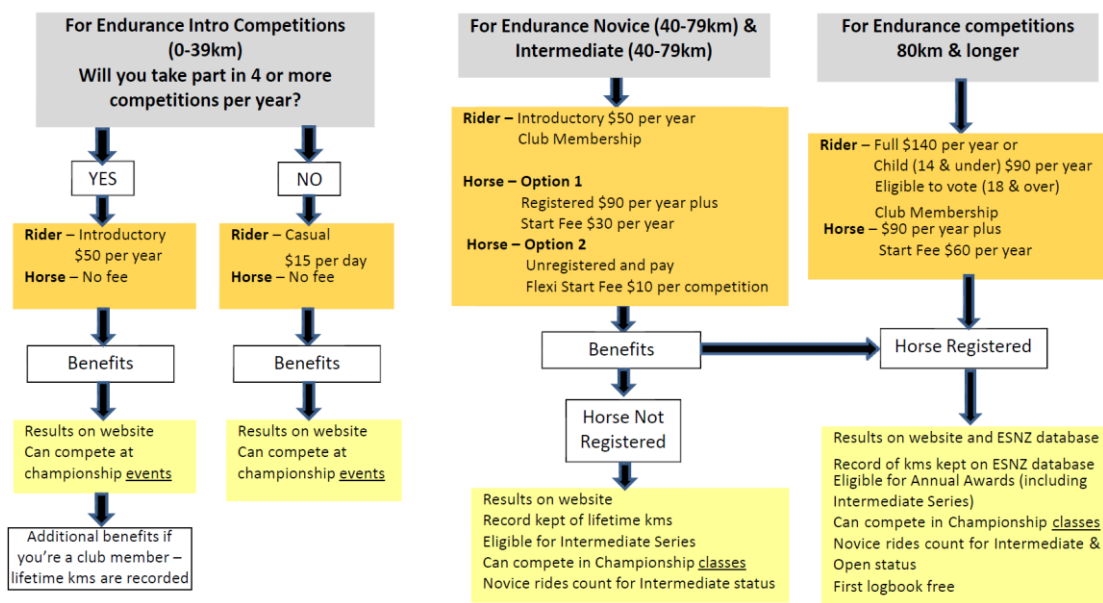 For Endurance Intro Competitions
(0-39km)
Will you take part in 4 or more
competitions per year?
YES
NO
Rider – Introductory
$50 per year
Horse – No fee
Rider – Casual
$15 per day
Horse – No fee
Benefits
Benefits
Results on website
Can compete at
championship events
Results on website
Can compete at
championship events
Additional benefits if
you're a club member –
lifetime kms are recorded
For Endurance Novice (40-79km) &
Intermediate (40-79km)
Rider – Introductory $50 per year
Club Membership
Horse – Option 1
Registered $90 per year plus
Start Fee $30 per year
Horse – Option 2
Unregistered and pay
Flexi Start Fee $10 per competition
Benefits
Horse Not
Registered
Results on website
Record kept of lifetime kms
Eligible for Intermediate Series
Can compete in Championship classes
Novice rides count for Intermediate status
For Endurance competitions
80km & longer
Rider – Full $140 per year or
Child (14 & under) $90 per year
Eligible to vote (18 & over)
Club Membership
Horse – $90 per year plus
Start Fee $60 per year
Horse Registered
Results on website and ESNZ database
Record of kms kept on ESNZ database
Eligible for Annual Awards (including
Intermediate Series)
Can compete in Championship classes
Novice rides count for Intermediate &
Open status
First logbook free